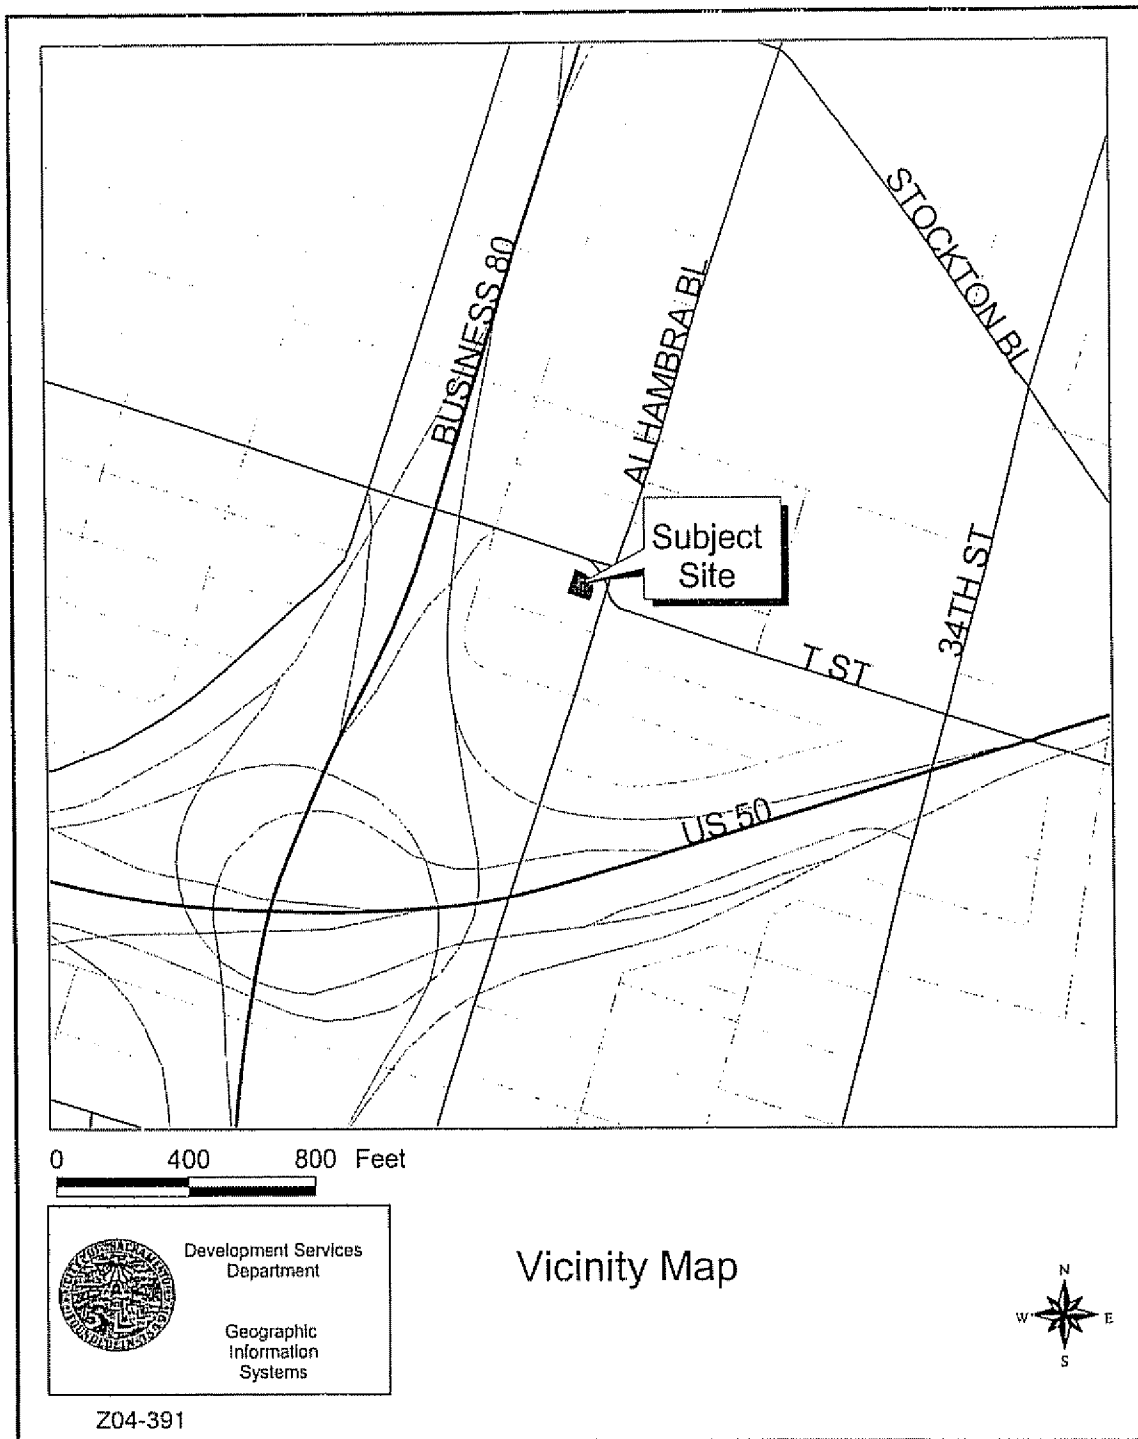 STOCKTON BL
BUSINESS 80
ALHAMBRA BL
Subject
Site
34TH ST
T ST
US 50
0 400 800 Feet
Development Services
Department
Geographic
Information
Systems
Vicinity Map
N
W E
S
Z04-391